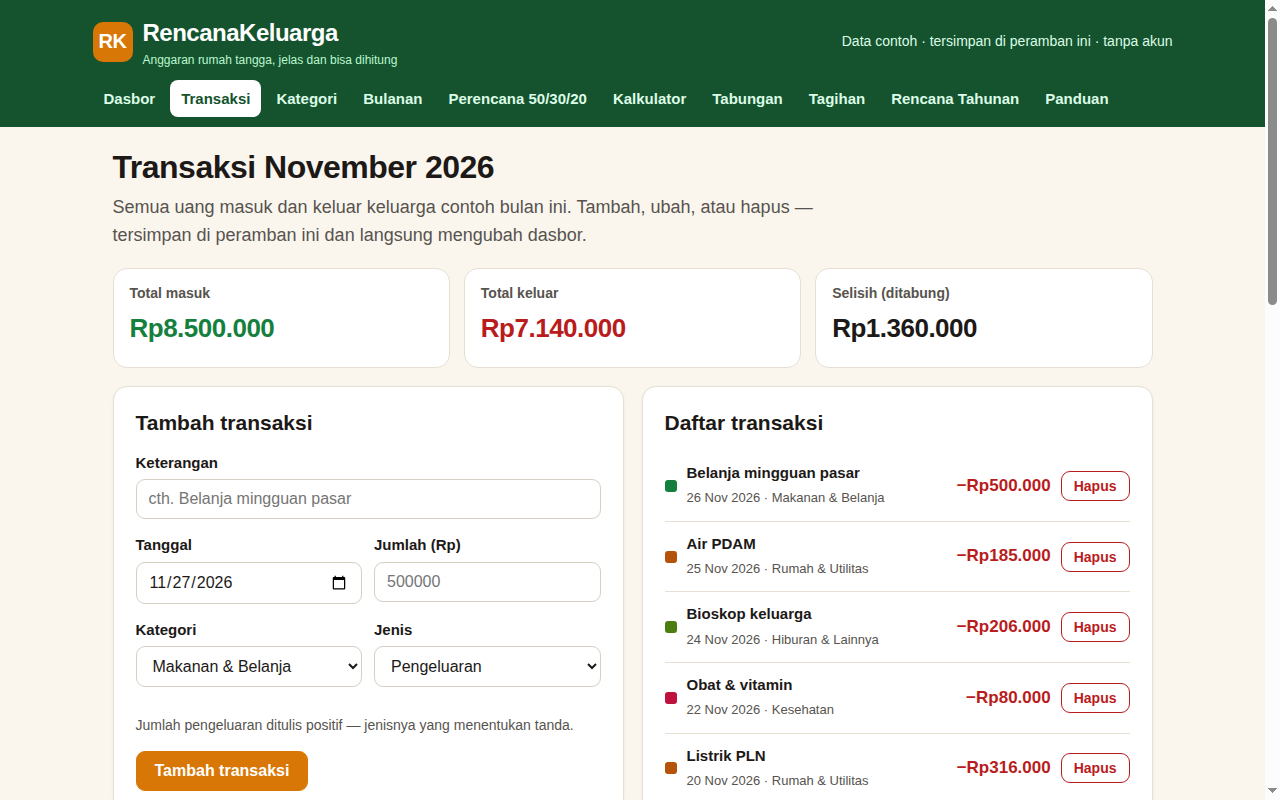 RK
RencanaKeluarga
Anggaran rumah tangga, jelas dan bisa dihitung
Data contoh · tersimpan di peramban ini · tanpa akun
Dasbor
Transaksi
Kategori
Bulanan
Perencana 50/30/20
Kalkulator
Tabungan
Tagihan
Rencana Tahunan
Panduan
Transaksi November 2026
Semua uang masuk dan keluar keluarga contoh bulan ini. Tambah, ubah, atau hapus —
tersimpan di peramban ini dan langsung mengubah dasbor.
Total masuk
Rp8.500.000
Total keluar
Rp7.140.000
Selisih (ditabung)
Rp1.360.000
Tambah transaksi
Keterangan
cth. Belanja mingguan pasar
Tanggal
Jumlah (Rp)
11/27/2026
500000
Kategori
Jenis
Makanan & Belanja
Pengeluaran
Jumlah pengeluaran ditulis positif — jenisnya yang menentukan tanda.
Tambah transaksi
Daftar transaksi
Belanja mingguan pasar
26 Nov 2026 · Makanan & Belanja
−Rp500.000
Hapus
Air PDAM
25 Nov 2026 · Rumah & Utilitas
−Rp185.000
Hapus
Bioskop keluarga
24 Nov 2026 · Hiburan & Lainnya
−Rp206.000
Hapus
Obat & vitamin
22 Nov 2026 · Kesehatan
−Rp80.000
Hapus
Listrik PLN
20 Nov 2026 · Rumah & Utilitas
−Rp316.000
Hapus